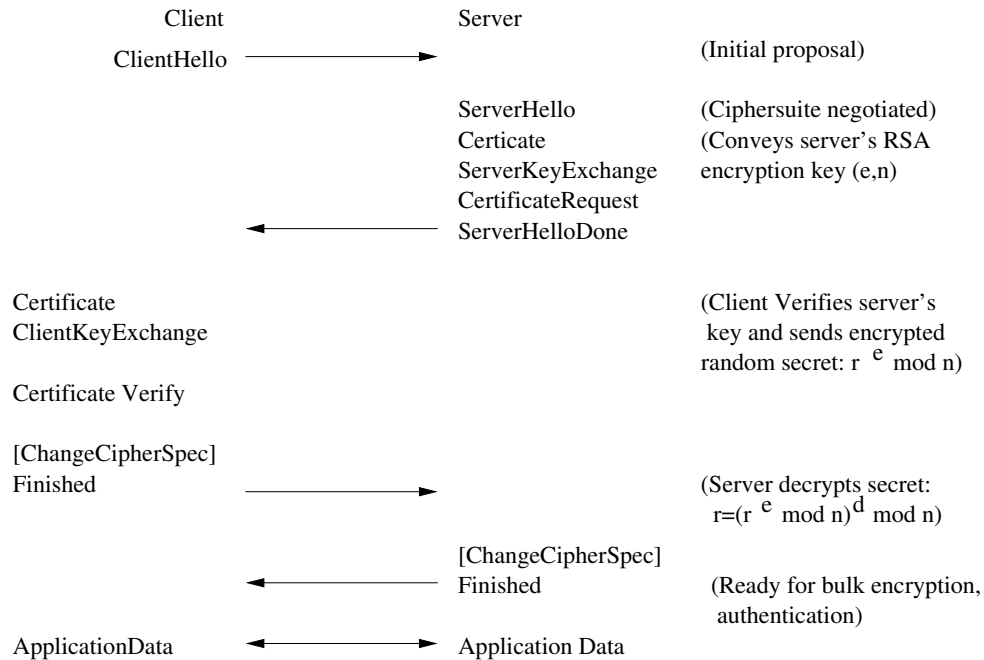 Client Server
ClientHello (Initial proposal)
ServerHello (Ciphersuite negotiated)
Certicate (Conveys server's RSA
ServerKeyExchange encryption key (e,n)
CertificateRequest
ServerHelloDone
Certificate (Client Verifies server's
ClientKeyExchange key and sends encrypted
random secret: r e mod n)
Certificate Verify
[ChangeCipherSpec]
Finished (Server decrypts secret:
r=(r e mod n) d mod n)
[ChangeCipherSpec]
Finished (Ready for bulk encryption,
authentication)
ApplicationData Application Data